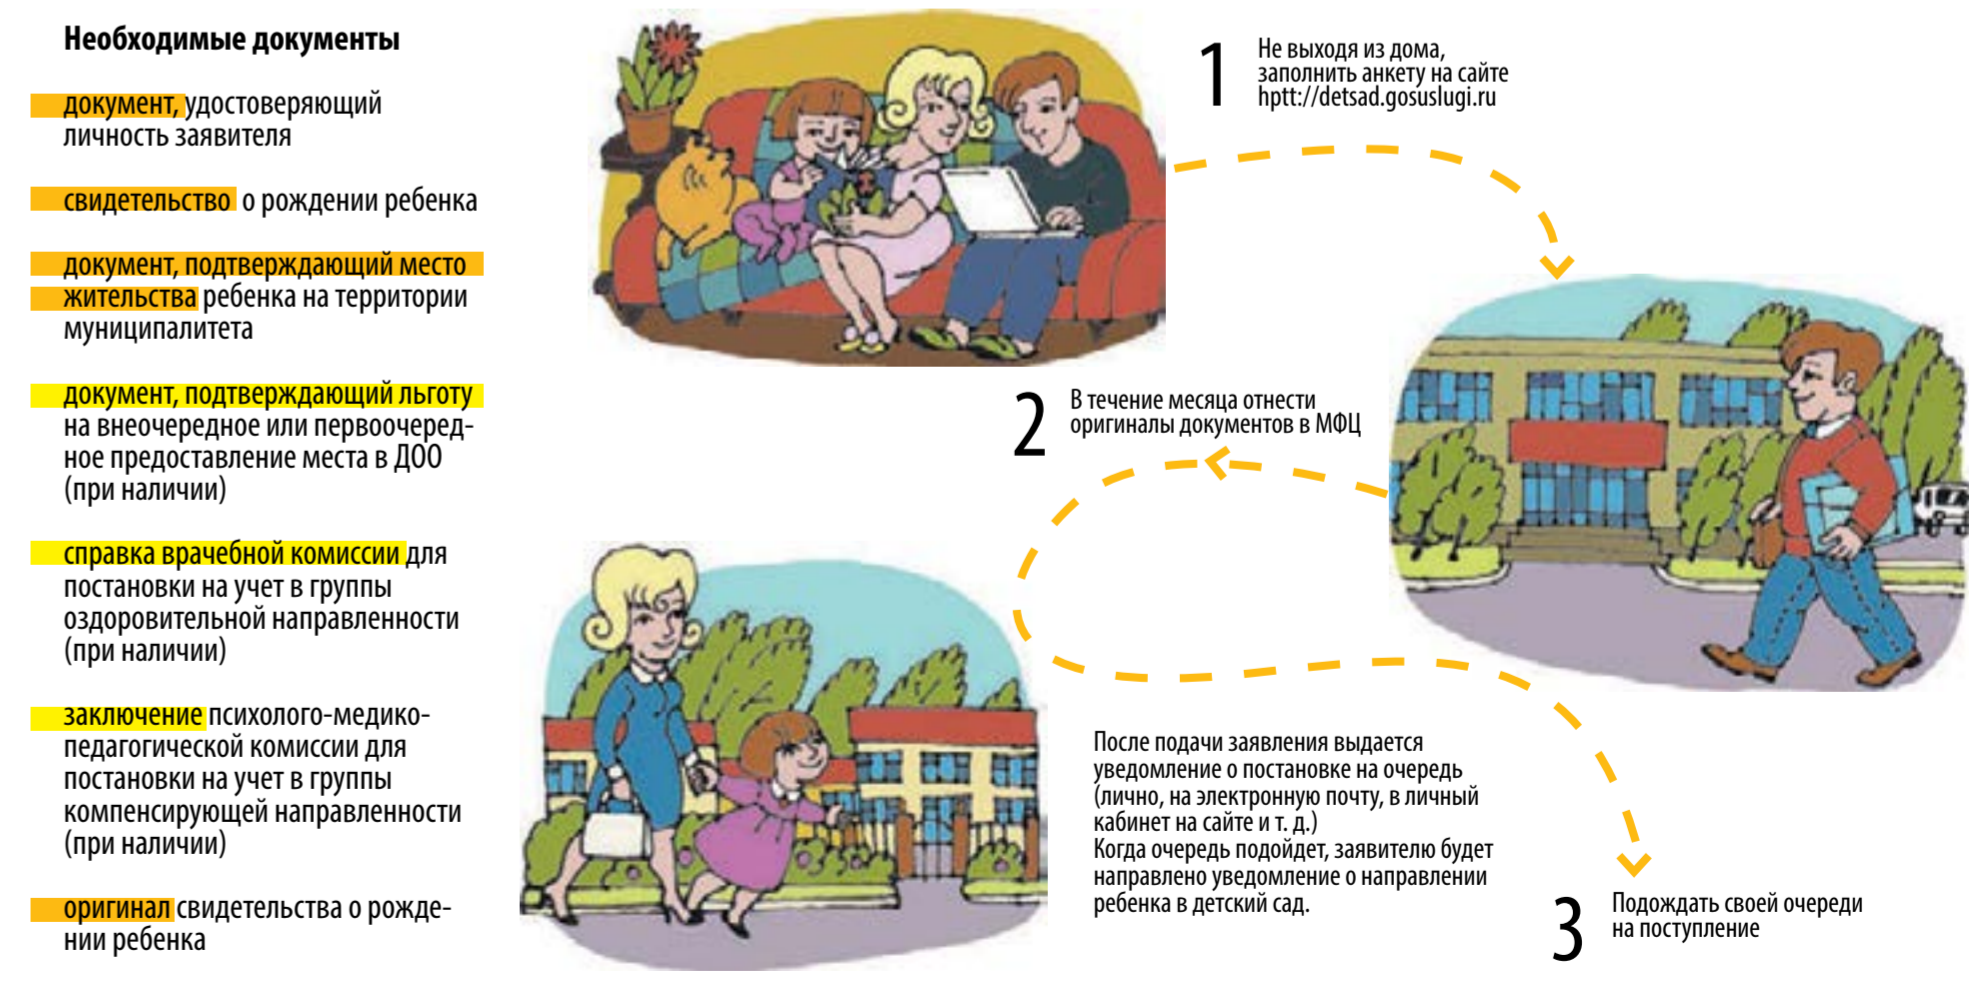 Необходимые документы
документ, удостоверяющий
личность заявителя
свидетельство о рождении ребенка
документ, подтверждающий место
жительства ребенка на территории
муниципалитета
документ, подтверждающий льготу
на внеочередное или первоочеред-
ное предоставление места в ДОО
(при наличии)
справка врачебной комиссии для
постановки на учет в группы
оздоровительной направленности
(при наличии)
заключение психолого-медико-
педагогической комиссии для
постановки на учет в группы
компенсирующей направленности
(при наличии)
оригинал свидетельства о рожде-
нии ребенка
1
Не выходя из дома,
заполнить анкету на сайте
hptt://detsad.gosuslugi.ru
2
В течение месяца отнести
оригиналы документов в МФЦ
После подачи заявления выдается
уведомление о постановке на очередь
(лично, на электронную почту, в личный
кабинет на сайте и т. д.)
Когда очередь подойдет, заявителю будет
направлено уведомление о направлении
ребенка в детский сад.
3
Подождать своей очереди
на поступление